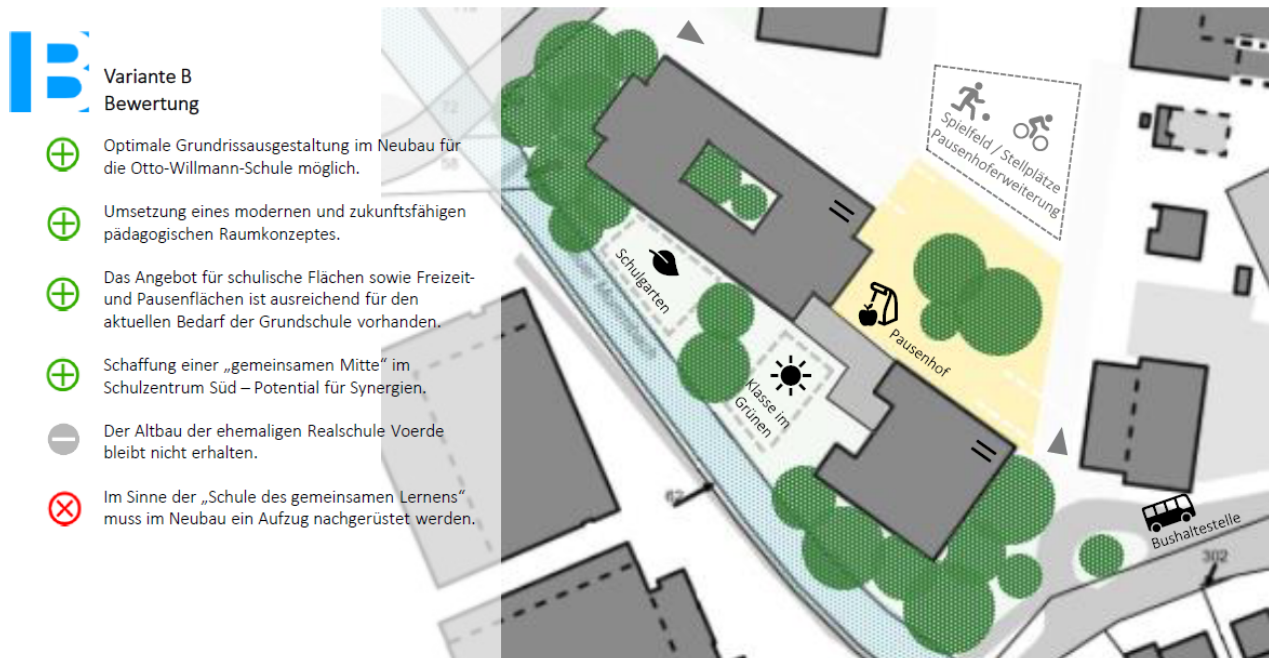 B
Variante B
Bewertung
Optimale Grundrissausgestaltung im Neubau für
die Otto-Willmann-Schule möglich.
Umsetzung eines modernen und zukunftsfähigen
pädagogischen Raumkonzeptes.
Das Angebot für schulische Flächen sowie Freizeit-
und Pausenflächen ist ausreichend für den
aktuellen Bedarf der Grundschule vorhanden.
Schaffung einer „gemeinsamen Mitte“ im
Schulzentrum Süd – Potential für Synergien.
Der Altbau der ehemaligen Realschule Voerde
bleibt nicht erhalten.
Im Sinne der „Schule des gemeinsamen Lernens“
muss im Neubau ein Aufzug nachgerüstet werden.
Spielfeld / Stellplätze
Pausenhoferweiterung
Schulgarten
Pausenhof
Klasse im
Grünen
Bushaltestelle
302
62
72
58